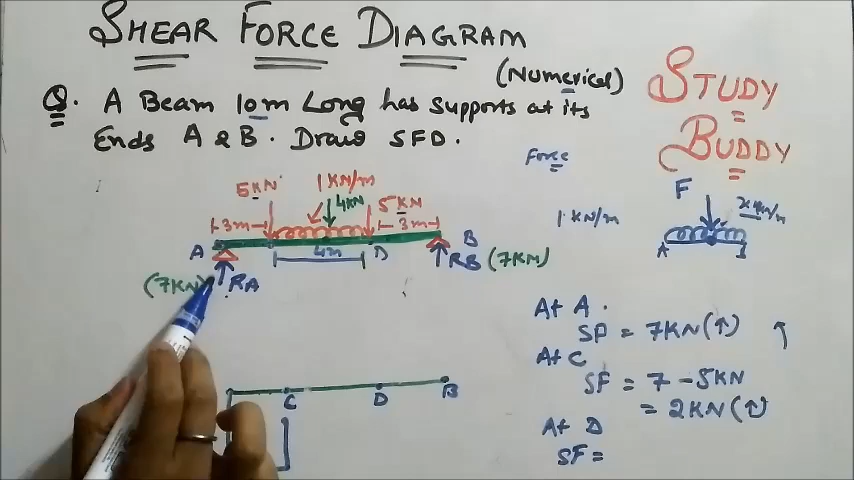 SHEAR FORCE DIAGRAM
(Numerical)
STUDY
BUDDY
Q. A Beam 10m Long has supports at its
Ends A & B. Draw SFD.
Force
5KN
1KN/m
4KN
5KN
3m
3m
A
4m
D
B
(7KN)
RA
RB (7KN)
1KN/m
F
A
At A.
SF = 7KN(↑) ↑
At C
SF = 7 - 5KN
= 2KN(↑)
At D
SF =
C
D
B